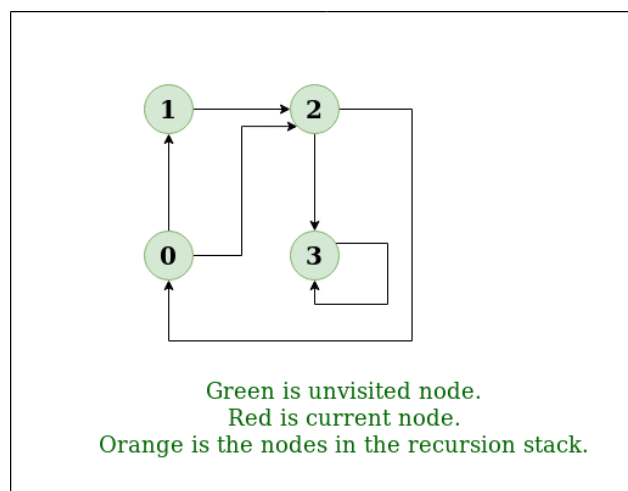 1 2
0 3
Green is unvisited node.
Red is current node.
Orange is the nodes in the recursion stack.